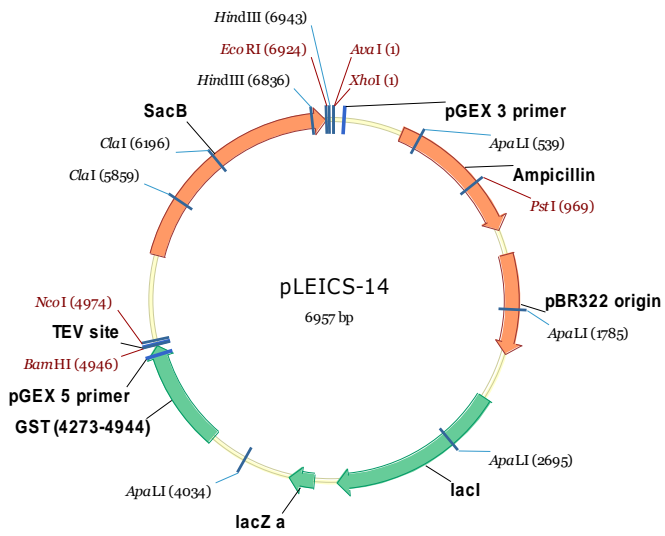 HindIII (6943)
EcoRI (6924)
AvaI (1)
HindIII (6836)
XhoI (1)
SacB
pGEX 3 primer
ClaI (6196)
ApaLI (539)
Ampicillin
ClaI (5859)
PstI (969)
pLEICS-14
6957 bp
NcoI (4974)
pBR322 origin
TEV site
ApaLI (1785)
BamHI (4946)
pGEX 5 primer
GST (4273-4944)
ApaLI (2695)
ApaLI (4034)
lacI
lacZ a